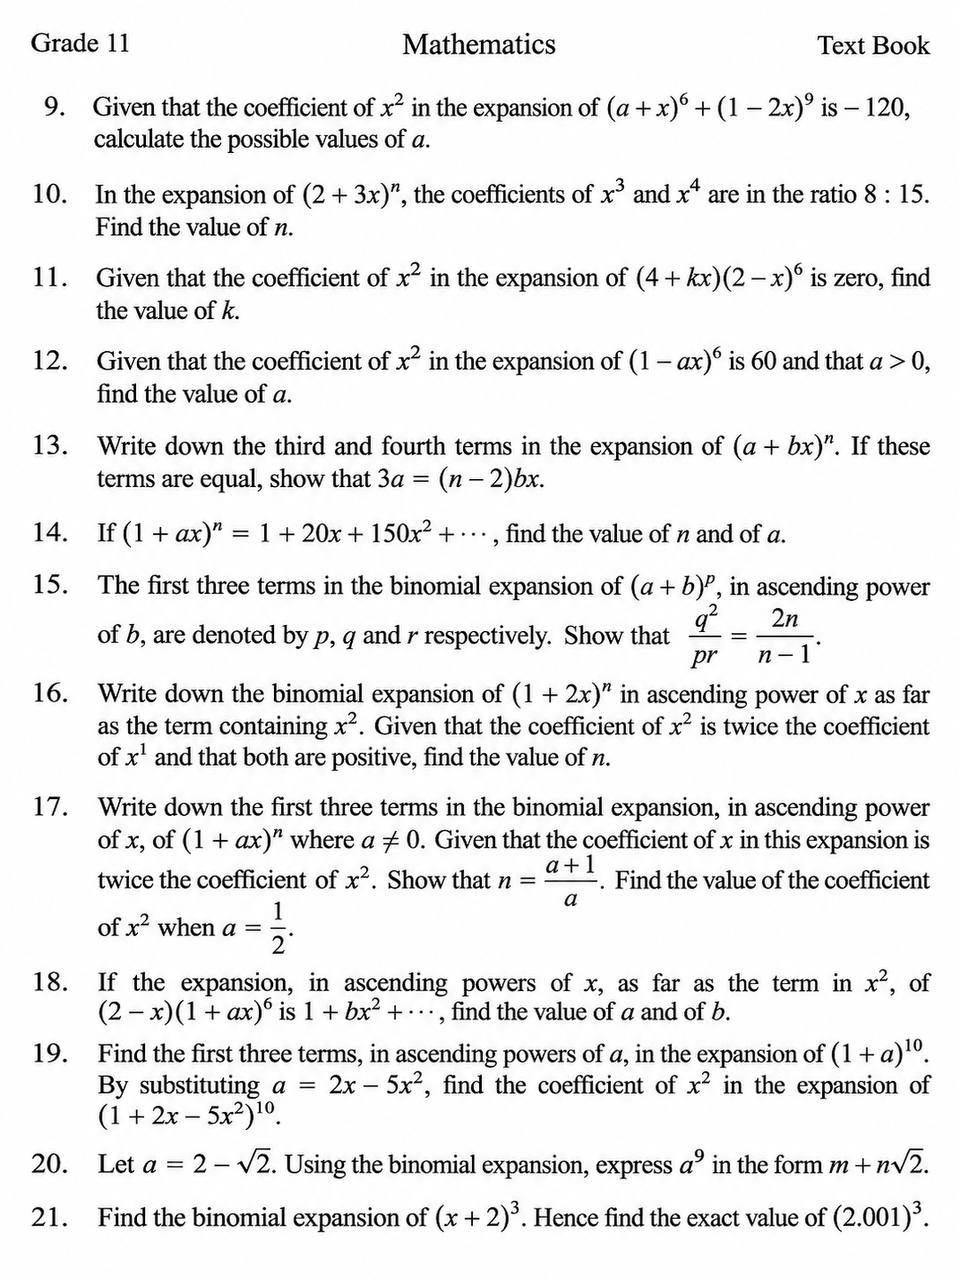 Grade 11 Mathematics Text Book
9. Given that the coefficient of x² in the expansion of (a + x)⁶ + (1 − 2x)⁹ is − 120,
calculate the possible values of a.
10. In the expansion of (2 + 3x)ⁿ, the coefficients of x³ and x⁴ are in the ratio 8 : 15.
Find the value of n.
11. Given that the coefficient of x² in the expansion of (4 + kx)(2 − x)⁶ is zero, find
the value of k.
12. Given that the coefficient of x² in the expansion of (1 − ax)⁶ is 60 and that a > 0,
find the value of a.
13. Write down the third and fourth terms in the expansion of (a + bx)ⁿ. If these
terms are equal, show that 3a = (n − 2)bx.
14. If (1 + ax)ⁿ = 1 + 20x + 150x² + ⋯ , find the value of n and of a.
15. The first three terms in the binomial expansion of (a + b)ᵖ, in ascending power
of b, are denoted by p, q and r respectively. Show that q²/pr = 2n/(n − 1).
16. Write down the binomial expansion of (1 + 2x)ⁿ in ascending power of x as far
as the term containing x². Given that the coefficient of x² is twice the coefficient
of x¹ and that both are positive, find the value of n.
17. Write down the first three terms in the binomial expansion, in ascending power
of x, of (1 + ax)ⁿ where a ≠ 0. Given that the coefficient of x in this expansion is
twice the coefficient of x². Show that n = (a + 1)/a. Find the value of the coefficient
of x² when a = 1/2.
18. If the expansion, in ascending powers of x, as far as the term in x², of
(2 − x)(1 + ax)⁶ is 1 + bx² + ⋯ , find the value of a and of b.
19. Find the first three terms, in ascending powers of a, in the expansion of (1 + a)¹⁰.
By substituting a = 2x − 5x², find the coefficient of x² in the expansion of
(1 + 2x − 5x²)¹⁰.
20. Let a = 2 − √2. Using the binomial expansion, express a⁹ in the form m + n√2.
21. Find the binomial expansion of (x + 2)³. Hence find the exact value of (2.001)³.